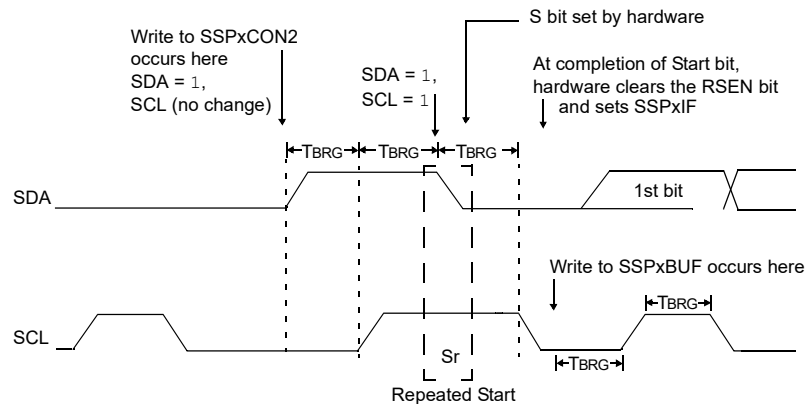 S bit set by hardware
Write to SSPxCON2
occurs here
SDA = 1,
SCL (no change)
SDA = 1,
SCL = 1
At completion of Start bit,
hardware clears the RSEN bit
and sets SSPxIF
TBRG TBRG TBRG
SDA
1st bit
Write to SSPxBUF occurs here
TBRG
SCL
Sr
TBRG
Repeated Start